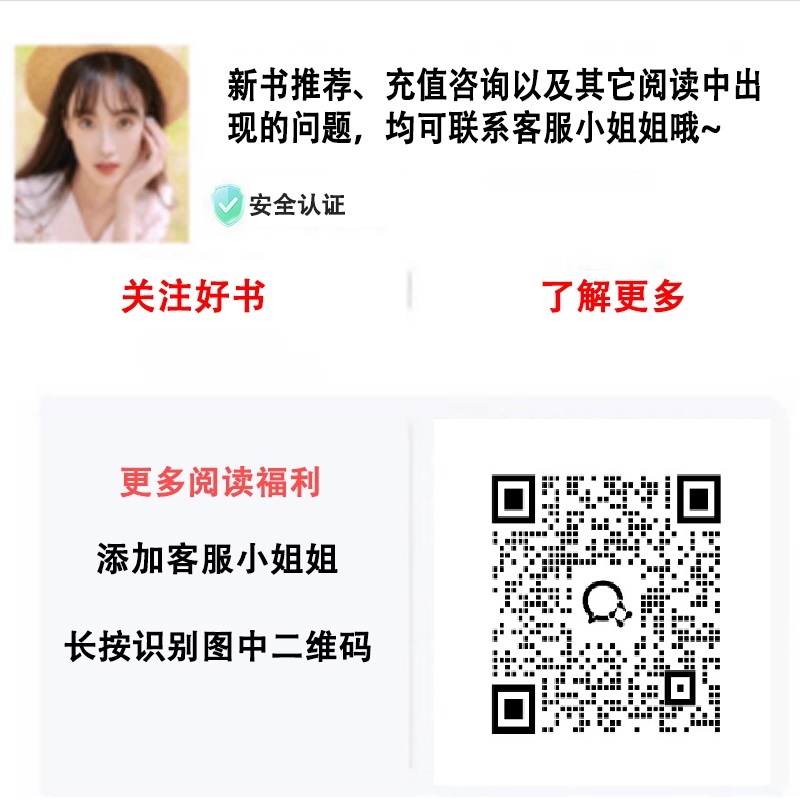 新书推荐、充值咨询以及其它阅读中出
现的问题，均可联系客服小姐姐哦~
安全认证
关注好书
了解更多
更多阅读福利
添加客服小姐姐
长按识别图中二维码